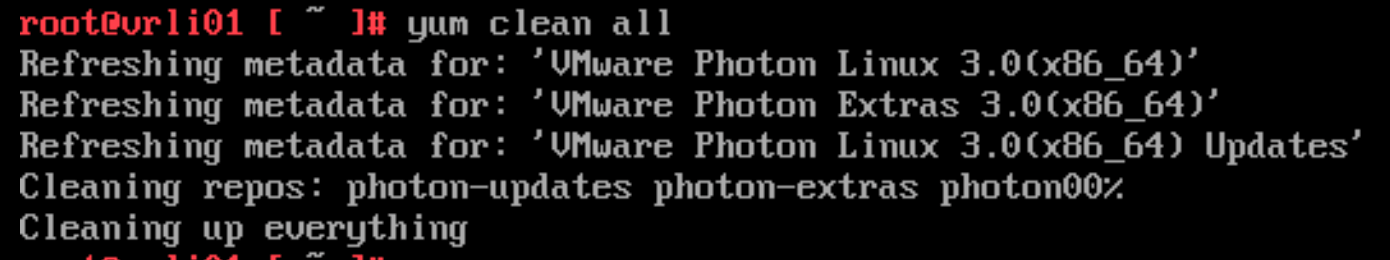 root@vrli01 [ ~ ]# yum clean all
Refreshing metadata for: 'VMware Photon Linux 3.0(x86_64)'
Refreshing metadata for: 'VMware Photon Extras 3.0(x86_64)'
Refreshing metadata for: 'VMware Photon Linux 3.0(x86_64) Updates'
Cleaning repos: photon-updates photon-extras photon00%
Cleaning up everything
root@vrli01 [ ~ ]#